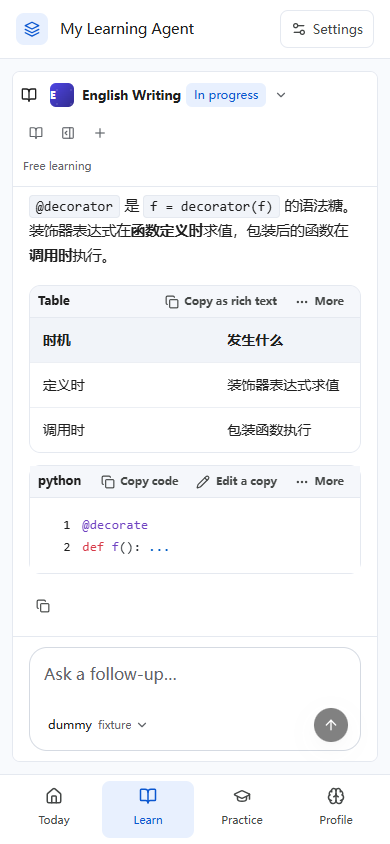 My Learning Agent
Settings
E
English Writing
In progress
Free learning
@decorator 是 f = decorator(f) 的语法糖。
装饰器表达式在函数定义时求值，包装后的函数在
调用时执行。
Table
Copy as rich text
··· More
时机 发生什么
定义时 装饰器表达式求值
调用时 包装函数执行
python
Copy code
Edit a copy
··· More
1 @decorate
2 def f(): ...
Ask a follow-up...
dummy fixture
Today
Learn
Practice
Profile